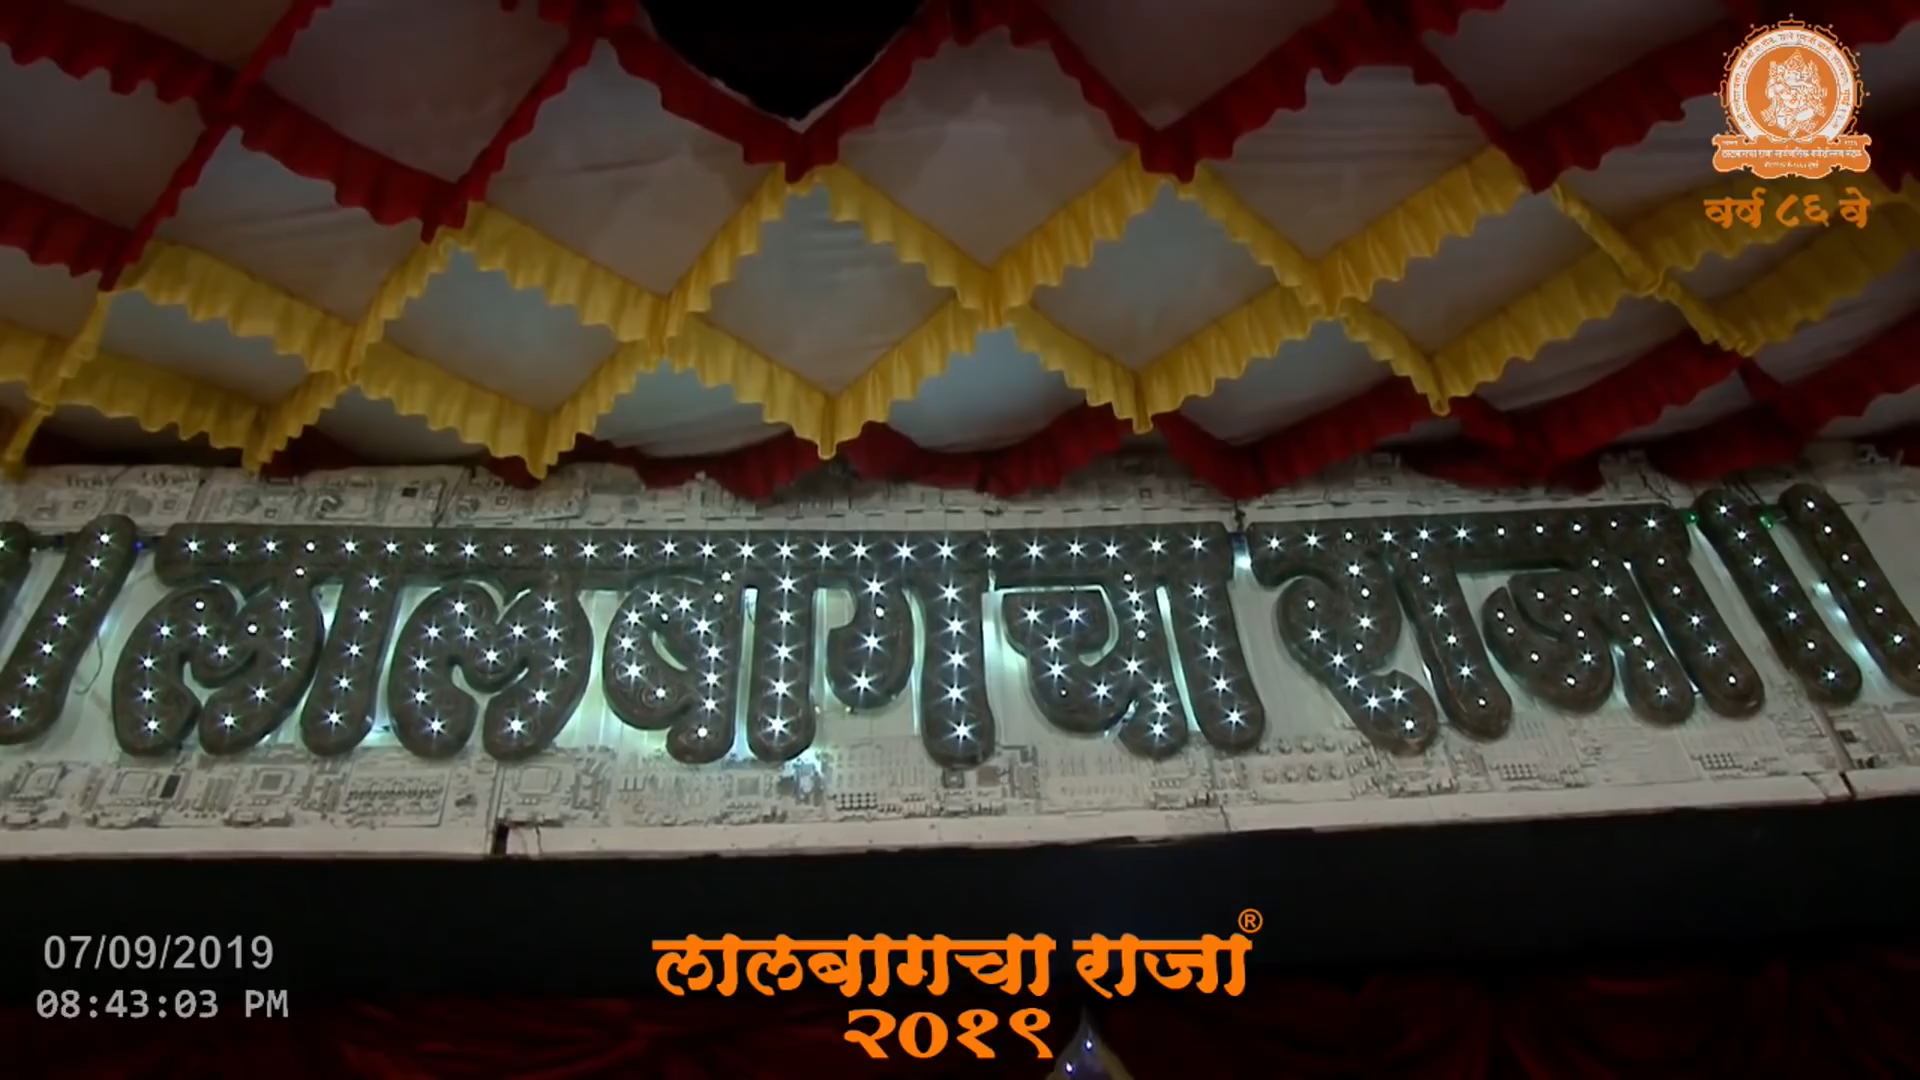 वर्ष ८६ वे
। लालबागचा राजा ।।
07/09/2019
08:43:03 PM
लालबागचा राजा®
२०१९